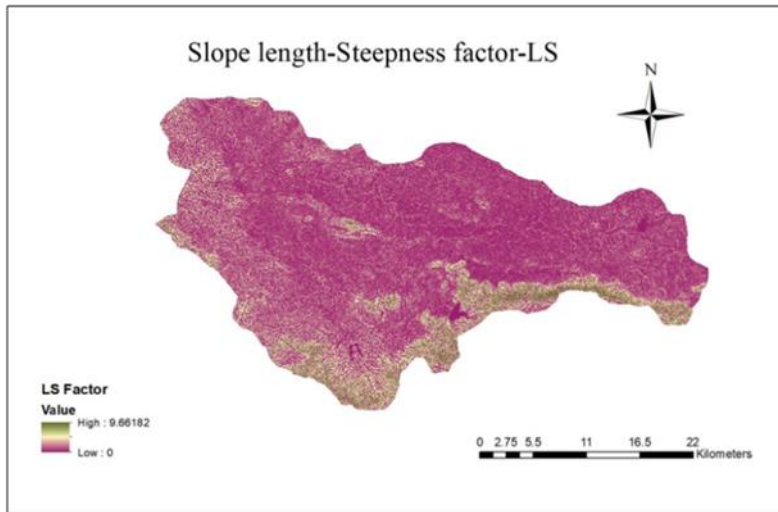 Slope length-Steepness factor-LS
N
LS Factor
Value
High : 9.66182
Low : 0
0 2.75 5.5 11 16.5 22
Kilometers